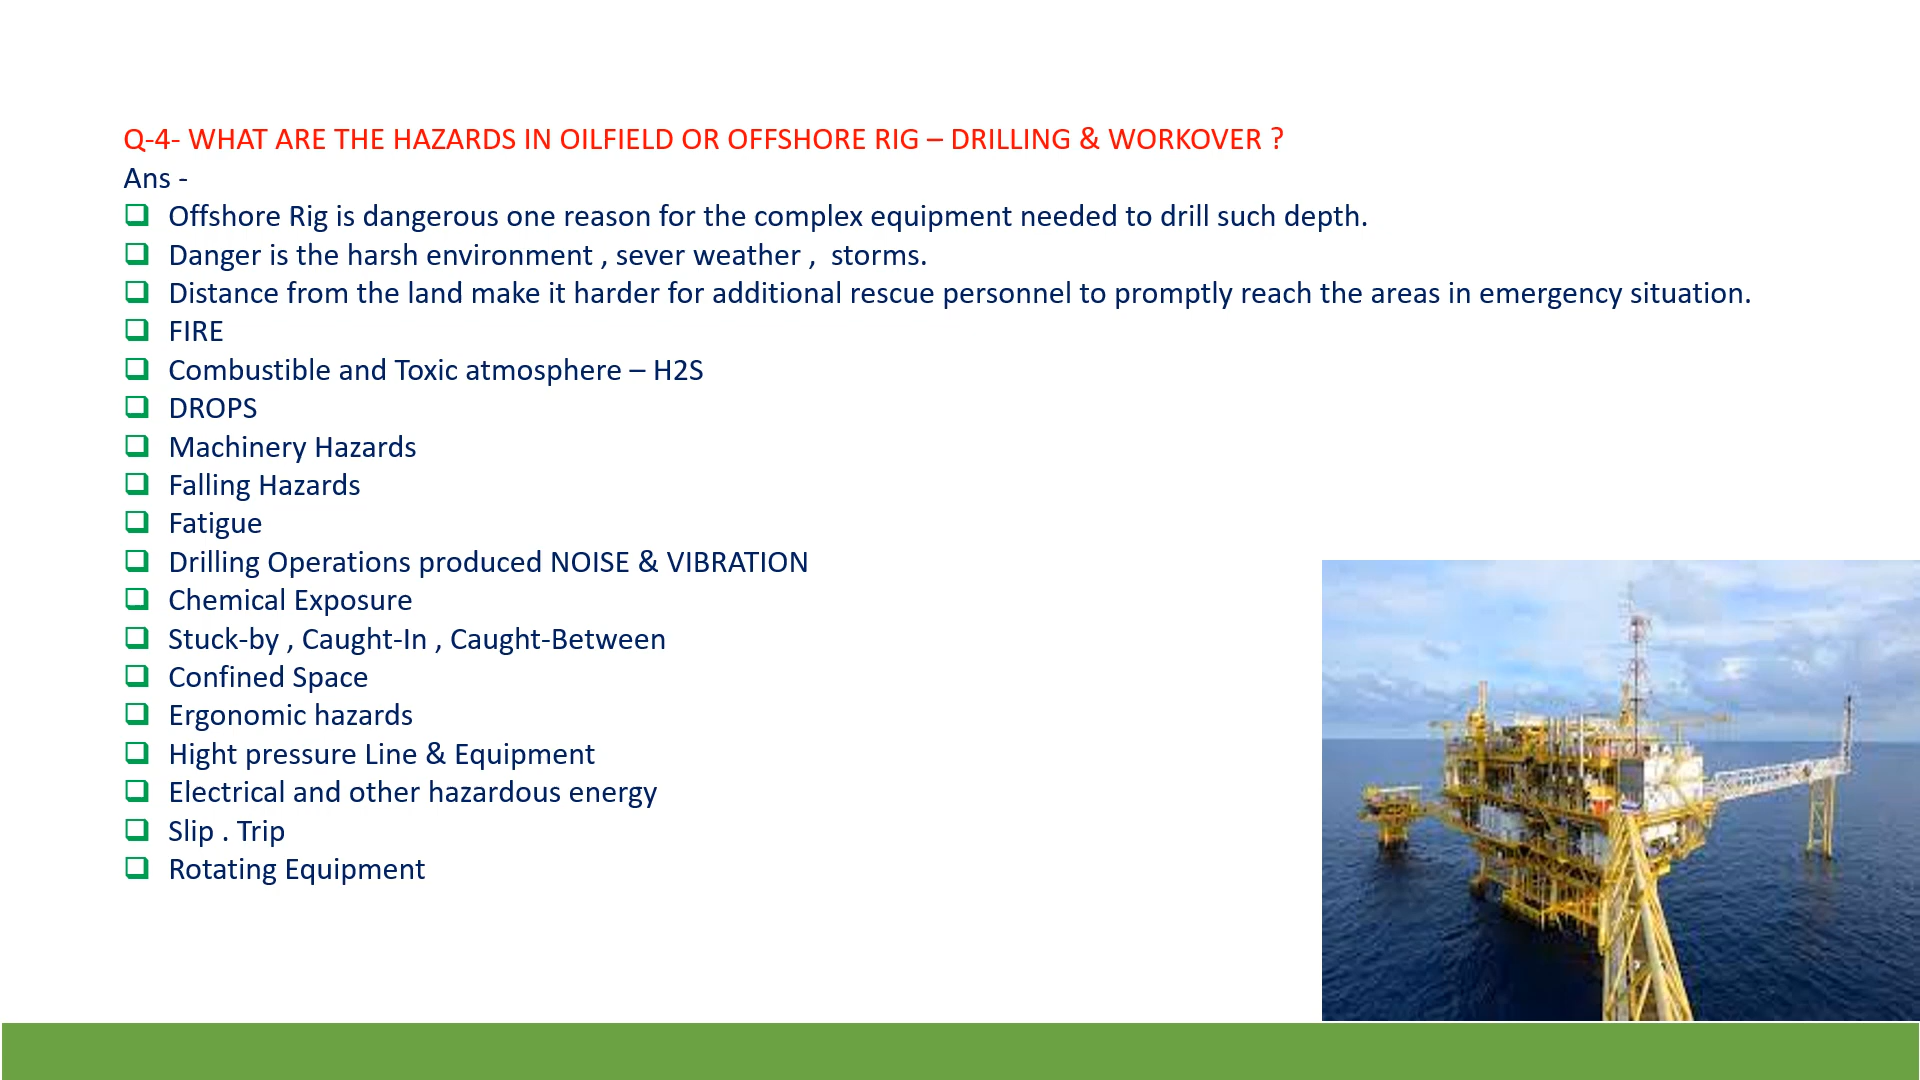 Q-4- WHAT ARE THE HAZARDS IN OILFIELD OR OFFSHORE RIG – DRILLING & WORKOVER ?
Ans -
Offshore Rig is dangerous one reason for the complex equipment needed to drill such depth.
Danger is the harsh environment , sever weather ,  storms.
Distance from the land make it harder for additional rescue personnel to promptly reach the areas in emergency situation.
FIRE
Combustible and Toxic atmosphere – H2S
DROPS
Machinery Hazards
Falling Hazards
Fatigue
Drilling Operations produced NOISE & VIBRATION
Chemical Exposure
Stuck-by , Caught-In , Caught-Between
Confined Space
Ergonomic hazards
Hight pressure Line & Equipment
Electrical and other hazardous energy
Slip . Trip
Rotating Equipment